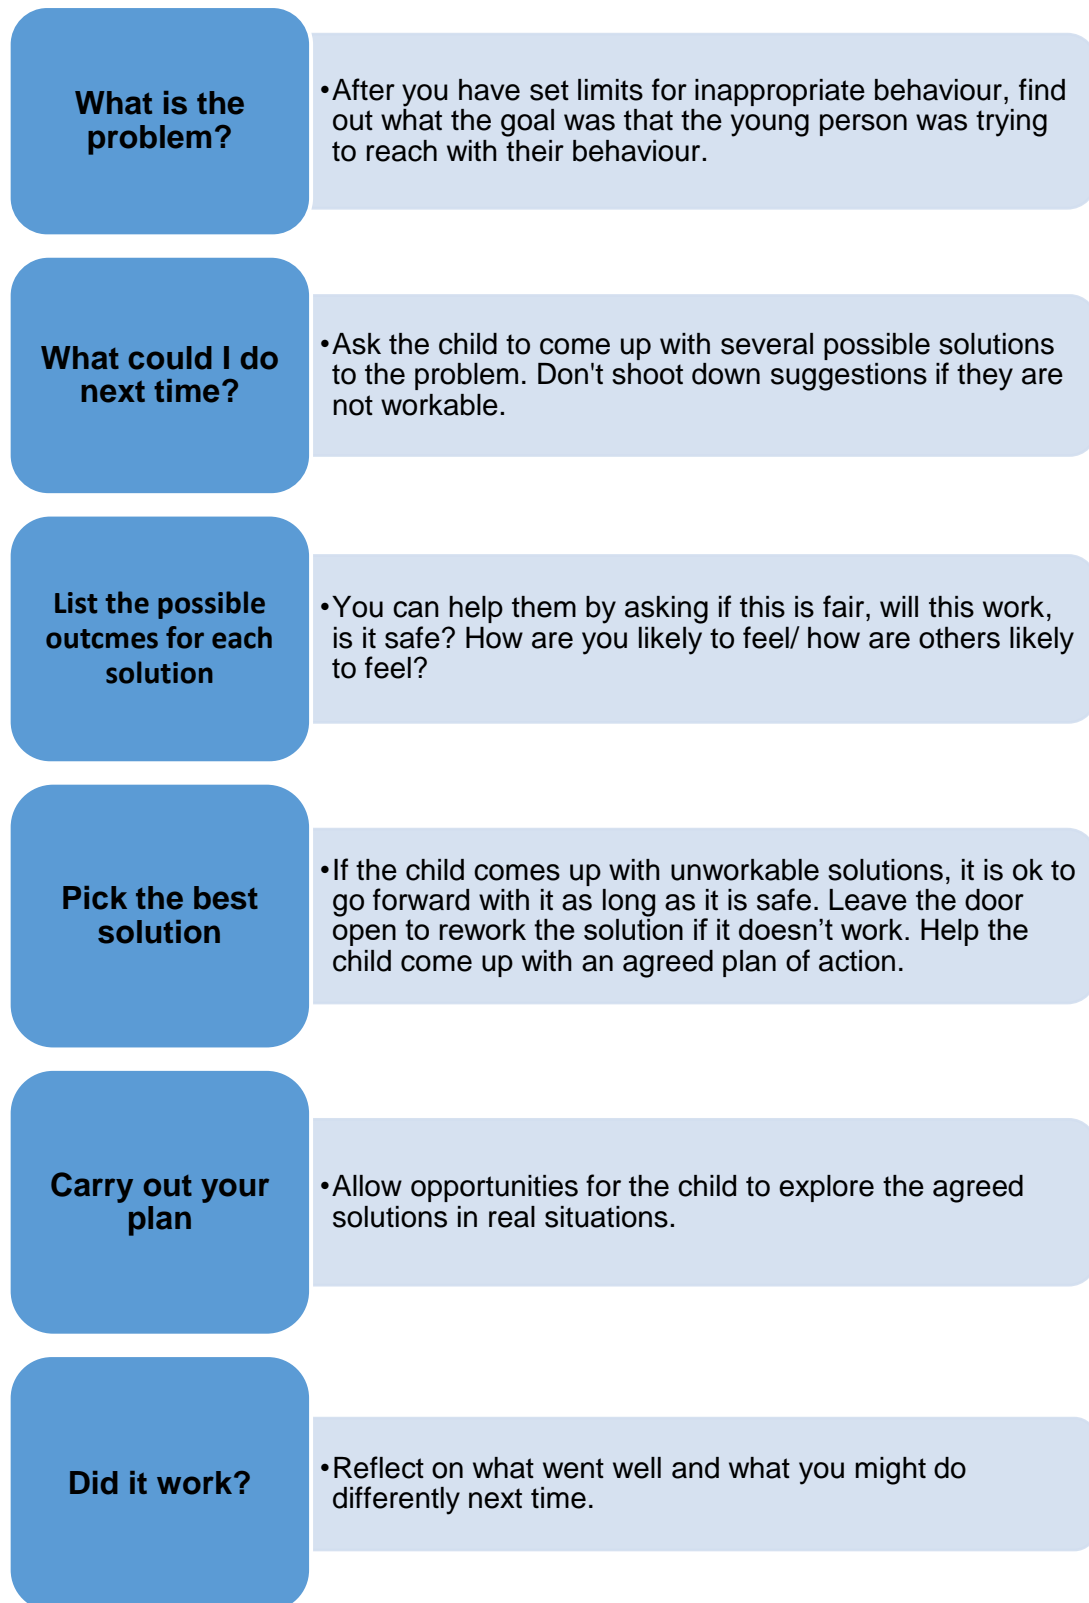 What is the
problem?
•After you have set limits for inappropriate behaviour, find
out what the goal was that the young person was trying
to reach with their behaviour.
What could I do
next time?
•Ask the child to come up with several possible solutions
to the problem. Don't shoot down suggestions if they are
not workable.
List the possible
outcmes for each
solution
•You can help them by asking if this is fair, will this work,
is it safe? How are you likely to feel/ how are others likely
to feel?
Pick the best
solution
•If the child comes up with unworkable solutions, it is ok to
go forward with it as long as it is safe. Leave the door
open to rework the solution if it doesn’t work. Help the
child come up with an agreed plan of action.
Carry out your
plan
•Allow opportunities for the child to explore the agreed
solutions in real situations.
Did it work?
•Reflect on what went well and what you might do
differently next time.